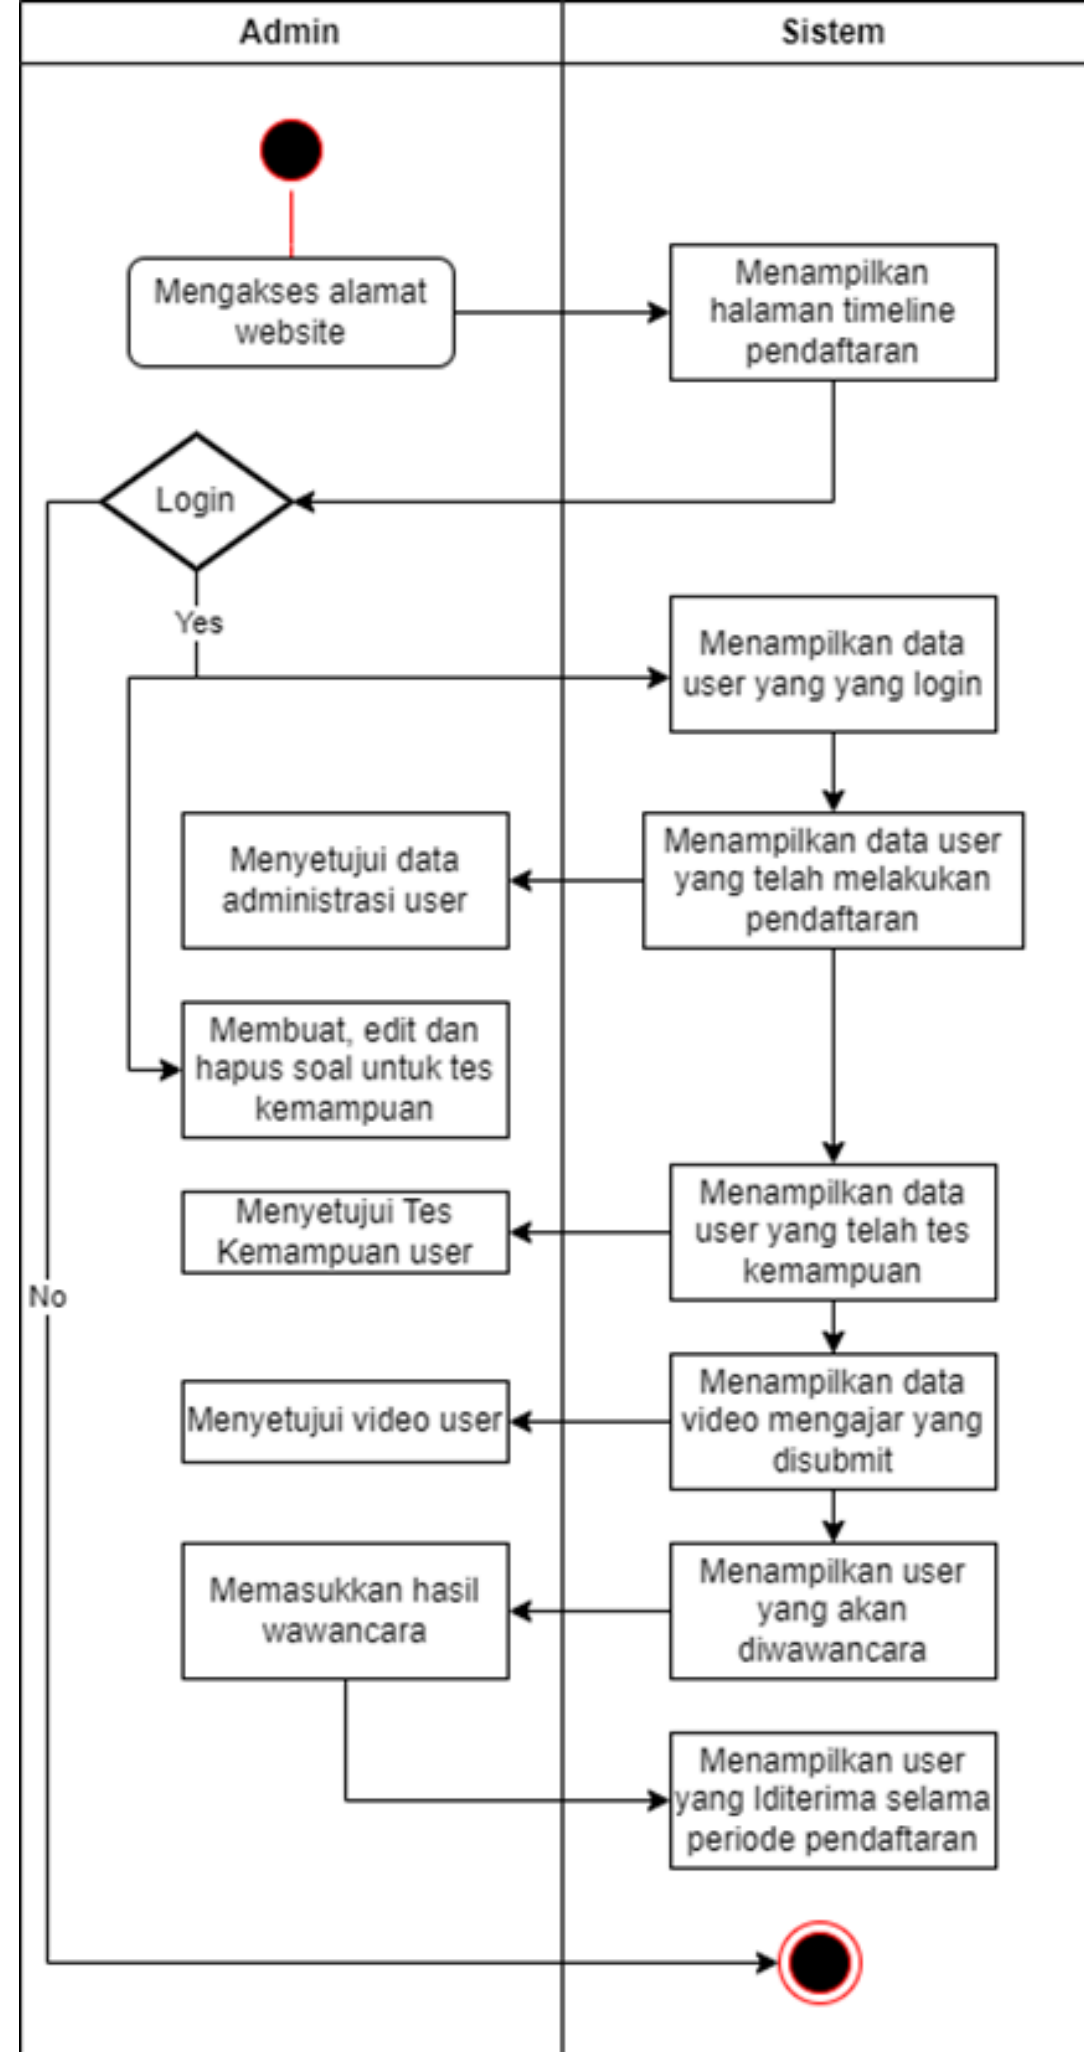 Admin
Sistem
Mengakses alamat
website
Menampilkan
halaman timeline
pendaftaran
Login
Yes
Menampilkan data
user yang yang login
Menyetujui data
administrasi user
Menampilkan data user
yang telah melakukan
pendaftaran
Membuat, edit dan
hapus soal untuk tes
kemampuan
Menyetujui Tes
Kemampuan user
Menampilkan data
user yang telah tes
kemampuan
No
Menyetujui video user
Menampilkan data
video mengajar yang
disubmit
Memasukkan hasil
wawancara
Menampilkan user
yang akan
diwawancara
Menampilkan user
yang lditerima selama
periode pendaftaran